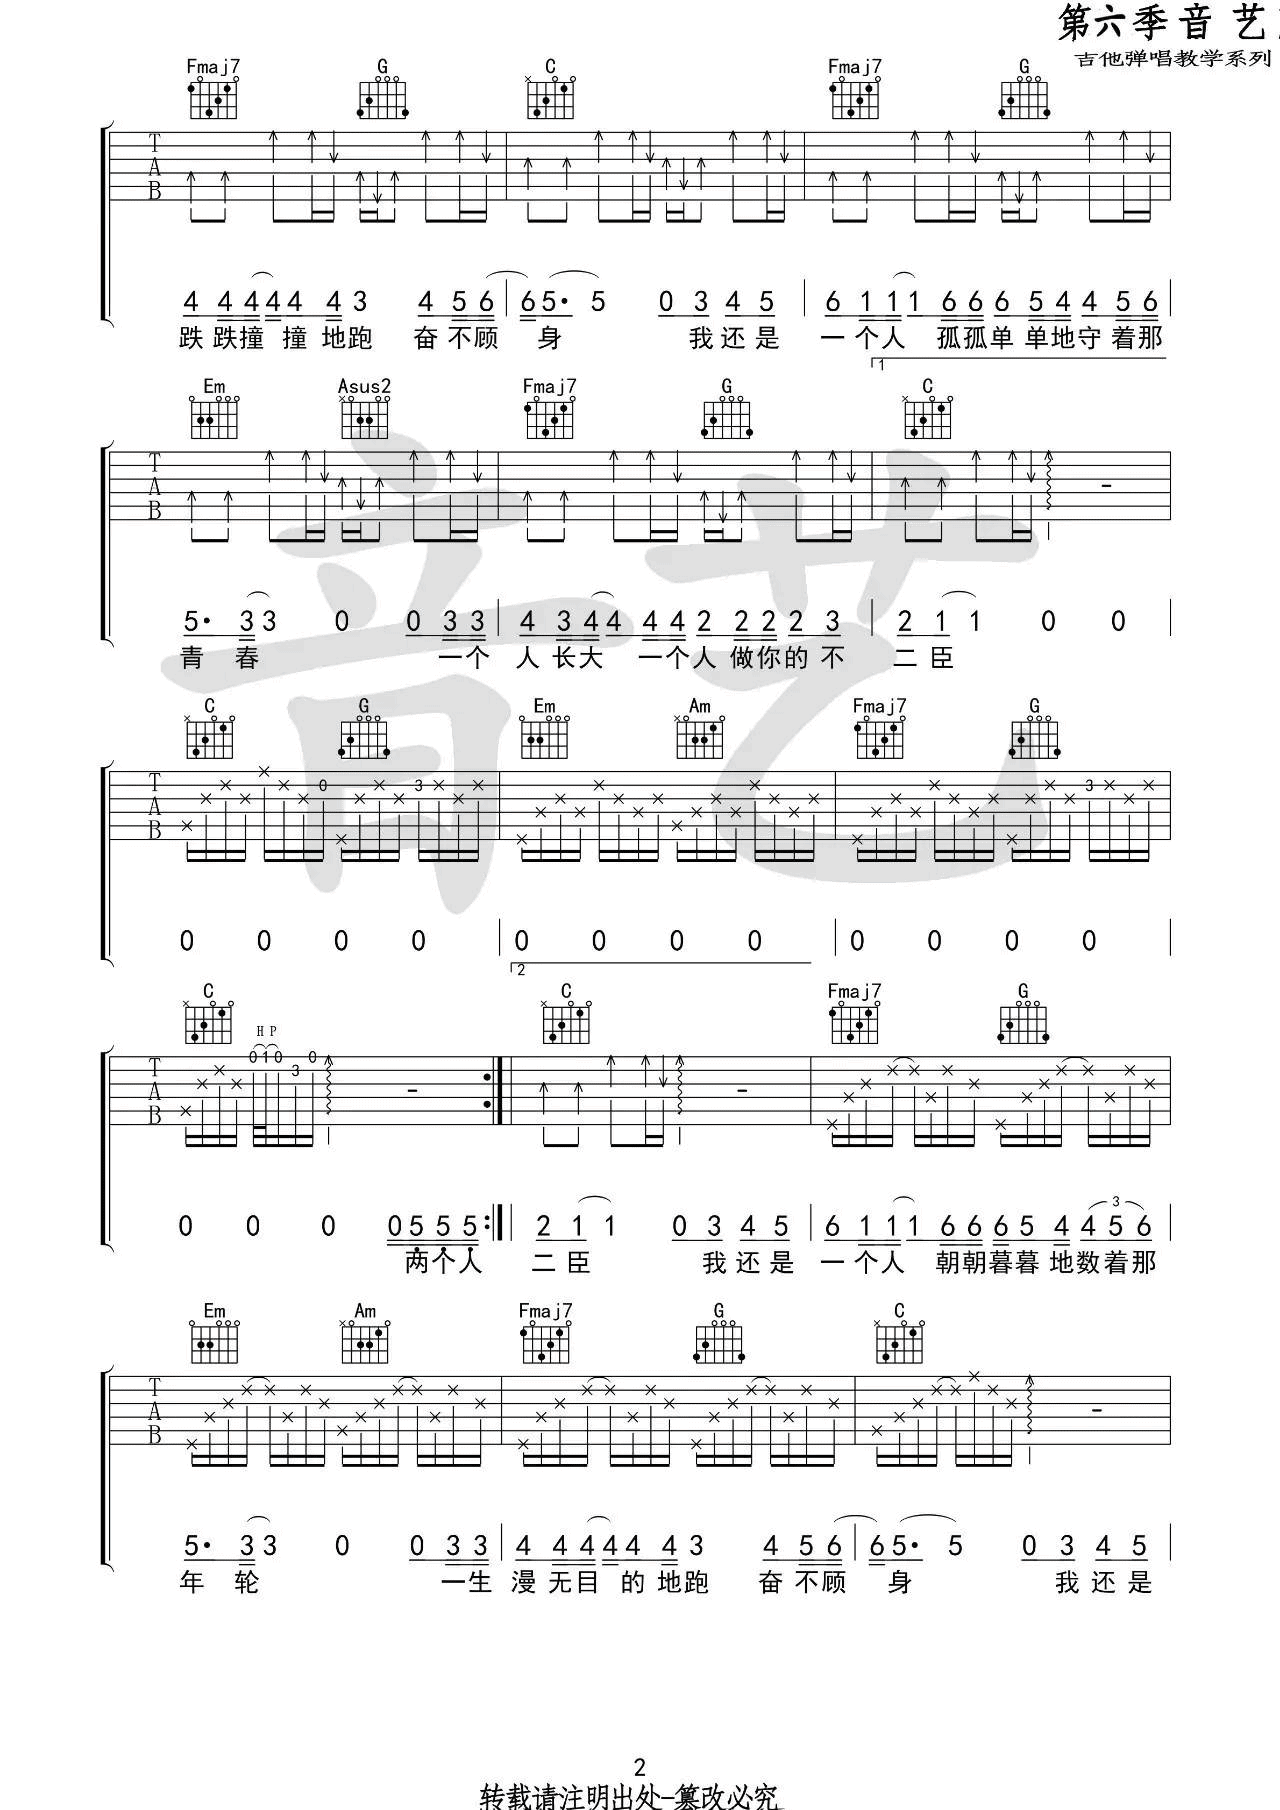 第六季音 艺
吉他弹唱教学系列
Fmaj7 G C Fmaj7 G
T
A
B
4 4 4 4 4 4 3 4 5 6 6 5· 5 0 3 4 5 6 1 1 1 6 6 6 5 4 4 5 6
跌 跌撞 撞 地跑 奋 不顾 身 我还是 一个人 孤孤单 单地守着那
1
Em Asus2 Fmaj7 G C
T
A
B
-
5· 3 3 0 0 3 3 4 3 4 4 4 4 2 2 2 2 3 2 1 1 0 0
青 春 一个 人 长大 一个人 做你的 不 二 臣
C G Em Am Fmaj7 G
T
A
B
0 3 3
0 0 0 0 0 0 0 0 0 0 0 0
2
C C Fmaj7 G
H P
T
A
B
0 1 0 3 0 - -
0 0 0 0 5 5 5 2 1 1 0 3 4 5 6 1 1 1 6 6 6 5 4 4 5 6
3
两个人 二 臣 我还是 一个人 朝朝暮暮 地数着那
Em Am Fmaj7 G C
T
A
B
-
5· 3 3 0 0 3 3 4 4 4 4 4 4 3 4 5 6 6 5· 5 0 3 4 5
年 轮 一生 漫 无目 的地跑 奋 不顾 身 我还是
音艺
2
转载请注明出处-篡改必究